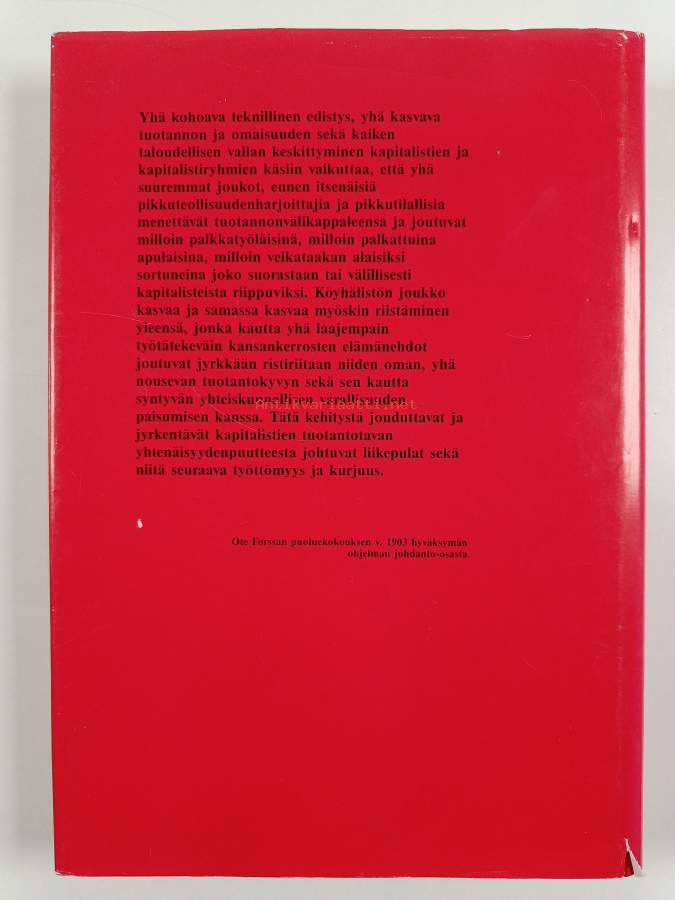 Yhä kohoava teknillinen edistys, yhä kasvava
tuotannon ja omaisuuden sekä kaiken
taloudellisen vallan keskittyminen kapitalistien ja
kapitalistiryhmien käsiin vaikuttaa, että yhä
suuremmat joukot, ennen itsenäisiä
pikkuteollisuudenharjoittajia ja pikkutilallisia
menettävät tuotannonvälikappaleensa ja joutuvat
milloin palkkatyöläisinä, milloin palkattuina
apulaisina, milloin velkataakan alaisiksi
sortuneina joko suorastaan tai välillisesti
kapitalisteista riippuviksi. Köyhälistön joukko
kasvaa ja samassa kasvaa myöskin riistäminen
yleensä, jonka kautta yhä laajempain
työtätekeväin kansankerrosten elämänehdot
joutuvat jyrkkään ristiriitaan niiden oman, yhä
nousevan tuotantokyvyn sekä sen kautta
syntyvän yhteiskunnallisen varallisuuden
Antikvariaatti.net
paisumisen kanssa. Tätä kehitystä jouduttavat ja
jyrkentävät kapitalistien tuotantotavan
yhtenäisyydenpuutteesta johtuvat liikepulat sekä
niitä seuraava työttömyys ja kurjuus.
Ote Forssan puoluekokouksen v. 1903 hyväksymän
ohjelman johdanto-osasta